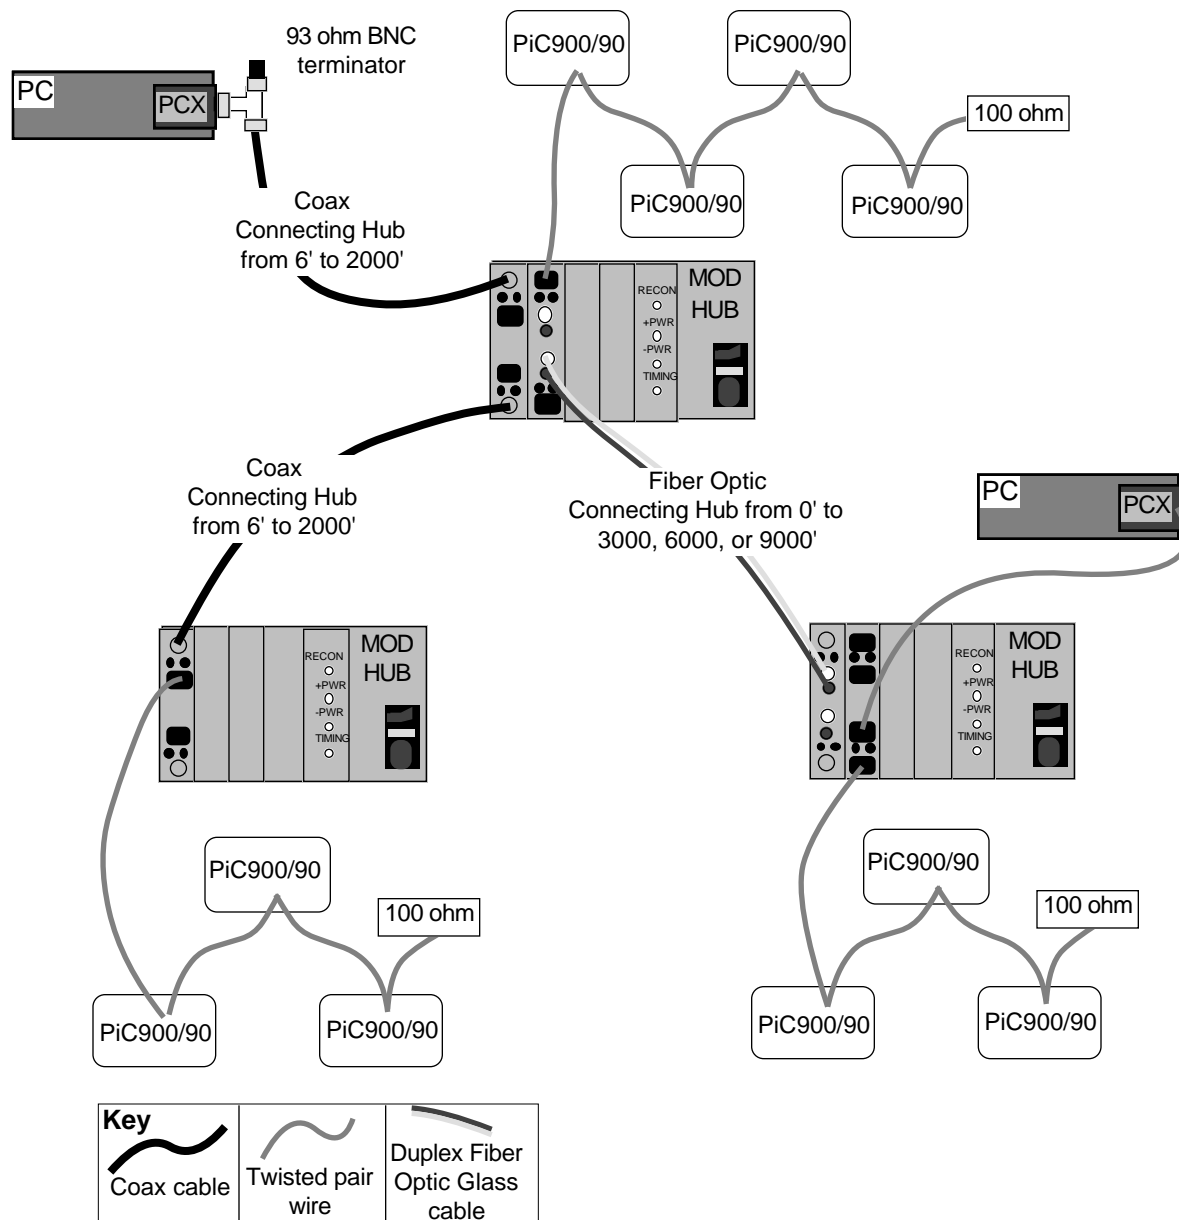 93 ohm BNC
terminator
PC
PCX
PiC900/90
PiC900/90
100 ohm
PiC900/90
PiC900/90
Coax
Connecting Hub
from 6' to 2000'
MOD
HUB
RECON
+PWR
-PWR
TIMING
Coax
Connecting Hub
from 6' to 2000'
Fiber Optic
Connecting Hub from 0' to
3000, 6000, or 9000'
PC
PCX
MOD
HUB
RECON
+PWR
-PWR
TIMING
MOD
HUB
RECON
+PWR
-PWR
TIMING
PiC900/90
100 ohm
PiC900/90
PiC900/90
PiC900/90
100 ohm
PiC900/90
PiC900/90
Key
Coax cable
Twisted pair
wire
Duplex Fiber
Optic Glass
cable